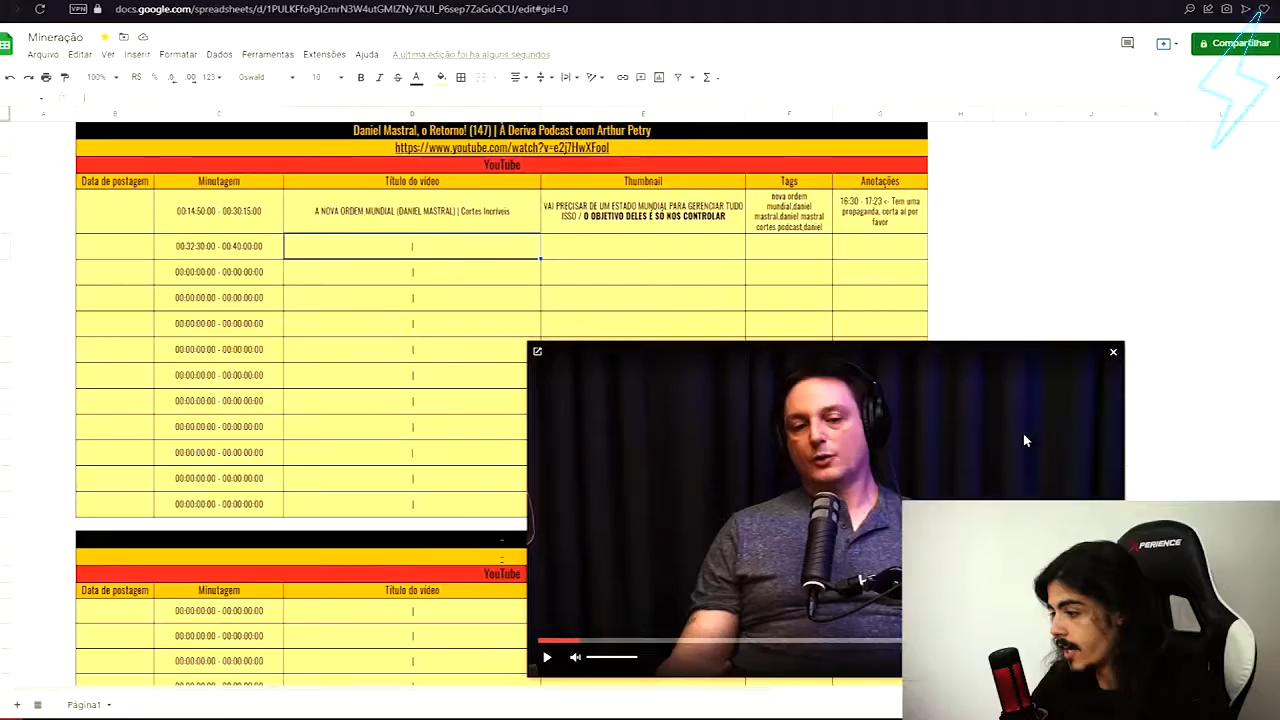 VPN docs.google.com/spreadsheets/d/1PULKFfoPgI2mrN3W4utGMIZNy7KUI_P6sep7ZaGuQCU/edit#gid=0
Mineração
Arquivo Editar Ver Inserir Formatar Dados Ferramentas Extensões Ajuda A última edição foi há alguns segundos
Compartilhar
100% R$ % .0 .00 123 Oswald 10 B I S A
A B C D E F G H I J K L
Daniel Mastral, o Retorno! (147) | À Deriva Podcast com Arthur Petry
https://www.youtube.com/watch?v=e2j7HwXFooI
YouTube
Data de postagem Minutagem Título do vídeo Thumbnail Tags Anotações
00:14:50:00 - 00:30:15:00 A NOVA ORDEM MUNDIAL (DANIEL MASTRAL) | Cortes Incríveis
VAI PRECISAR DE UM ESTADO MUNDIAL PARA GERENCIAR TUDO
ISSO / O OBJETIVO DELES É SÓ NOS CONTROLAR
nova ordem
mundial,daniel
mastral,daniel mastral
cortes podcast,daniel
16:30 - 17:23 <- Tem uma
propaganda, corta aí por
favor
00:32:30:00 - 00:40:00:00 |
00:00:00:00 - 00:00:00:00 |
00:00:00:00 - 00:00:00:00 |
00:00:00:00 - 00:00:00:00 |
00:00:00:00 - 00:00:00:00 |
00:00:00:00 - 00:00:00:00 |
00:00:00:00 - 00:00:00:00 |
00:00:00:00 - 00:00:00:00 |
00:00:00:00 - 00:00:00:00 |
00:00:00:00 - 00:00:00:00 |
00:00:00:00 - 00:00:00:00 |
-
-
YouTube
Data de postagem Minutagem Título do vídeo
00:00:00:00 - 00:00:00:00 |
00:00:00:00 - 00:00:00:00 |
00:00:00:00 - 00:00:00:00 |
XPERIENCE
Página1